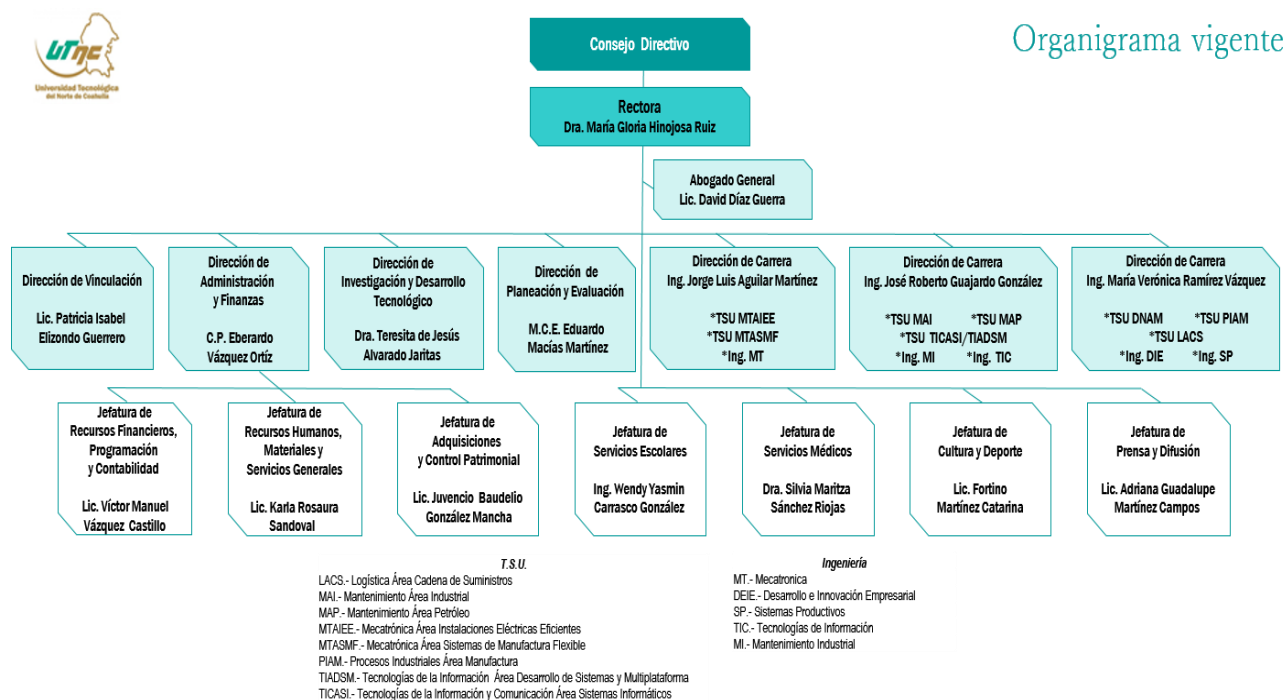 UTNC
Universidad Tecnológica
del Norte de Coahuila
Organigrama vigente
Consejo Directivo
Rectora
Dra. María Gloria Hinojosa Ruiz
Abogado General
Lic. David Díaz Guerra
Dirección de Vinculación
Lic. Patricia Isabel
Elizondo Guerrero
Dirección de
Administración
y Finanzas
C.P. Eberardo
Vázquez Ortíz
Dirección de
Investigación y Desarrollo
Tecnológico
Dra. Teresita de Jesús
Alvarado Jaritas
Dirección de
Planeación y Evaluación
M.C.E. Eduardo
Macías Martínez
Dirección de Carrera
Ing. Jorge Luis Aguilar Martínez
*TSU MTAIEE
*TSU MTASMF
*Ing. MT
Dirección de Carrera
Ing. José Roberto Guajardo González
*TSU MAI *TSU MAP
*TSU TICASI/TIADSM
*Ing. MI *Ing. TIC
Dirección de Carrera
Ing. María Verónica Ramírez Vázquez
*TSU DNAM *TSU PIAM
*TSU LACS
*Ing. DIE *Ing. SP
Jefatura de
Recursos Financieros,
Programación
y Contabilidad
Lic. Víctor Manuel
Vázquez Castillo
Jefatura de
Recursos Humanos,
Materiales y
Servicios Generales
Lic. Karla Rosaura
Sandoval
Jefatura de
Adquisiciones
y Control Patrimonial
Lic. Juvencio Baudelio
González Mancha
Jefatura de
Servicios Escolares
Ing. Wendy Yasmin
Carrasco González
Jefatura de
Servicios Médicos
Dra. Silvia Maritza
Sánchez Riojas
Jefatura de
Cultura y Deporte
Lic. Fortino
Martínez Catarina
Jefatura de
Prensa y Difusión
Lic. Adriana Guadalupe
Martínez Campos
T.S.U.
LACS.- Logística Área Cadena de Suministros
MAI.- Mantenimiento Área Industrial
MAP.- Mantenimiento Área Petróleo
MTAIEE.- Mecatrónica Área Instalaciones Eléctricas Eficientes
MTASMF.- Mecatrónica Área Sistemas de Manufactura Flexible
PIAM.- Procesos Industriales Área Manufactura
TIADSM.- Tecnologías de la Información Área Desarrollo de Sistemas y Multiplataforma
TICASI.- Tecnologías de la Información y Comunicación Área Sistemas Informáticos
Ingeniería
MT.- Mecatronica
DEIE.- Desarrollo e Innovación Empresarial
SP.- Sistemas Productivos
TIC.- Tecnologías de Información
MI.- Mantenimiento Industrial